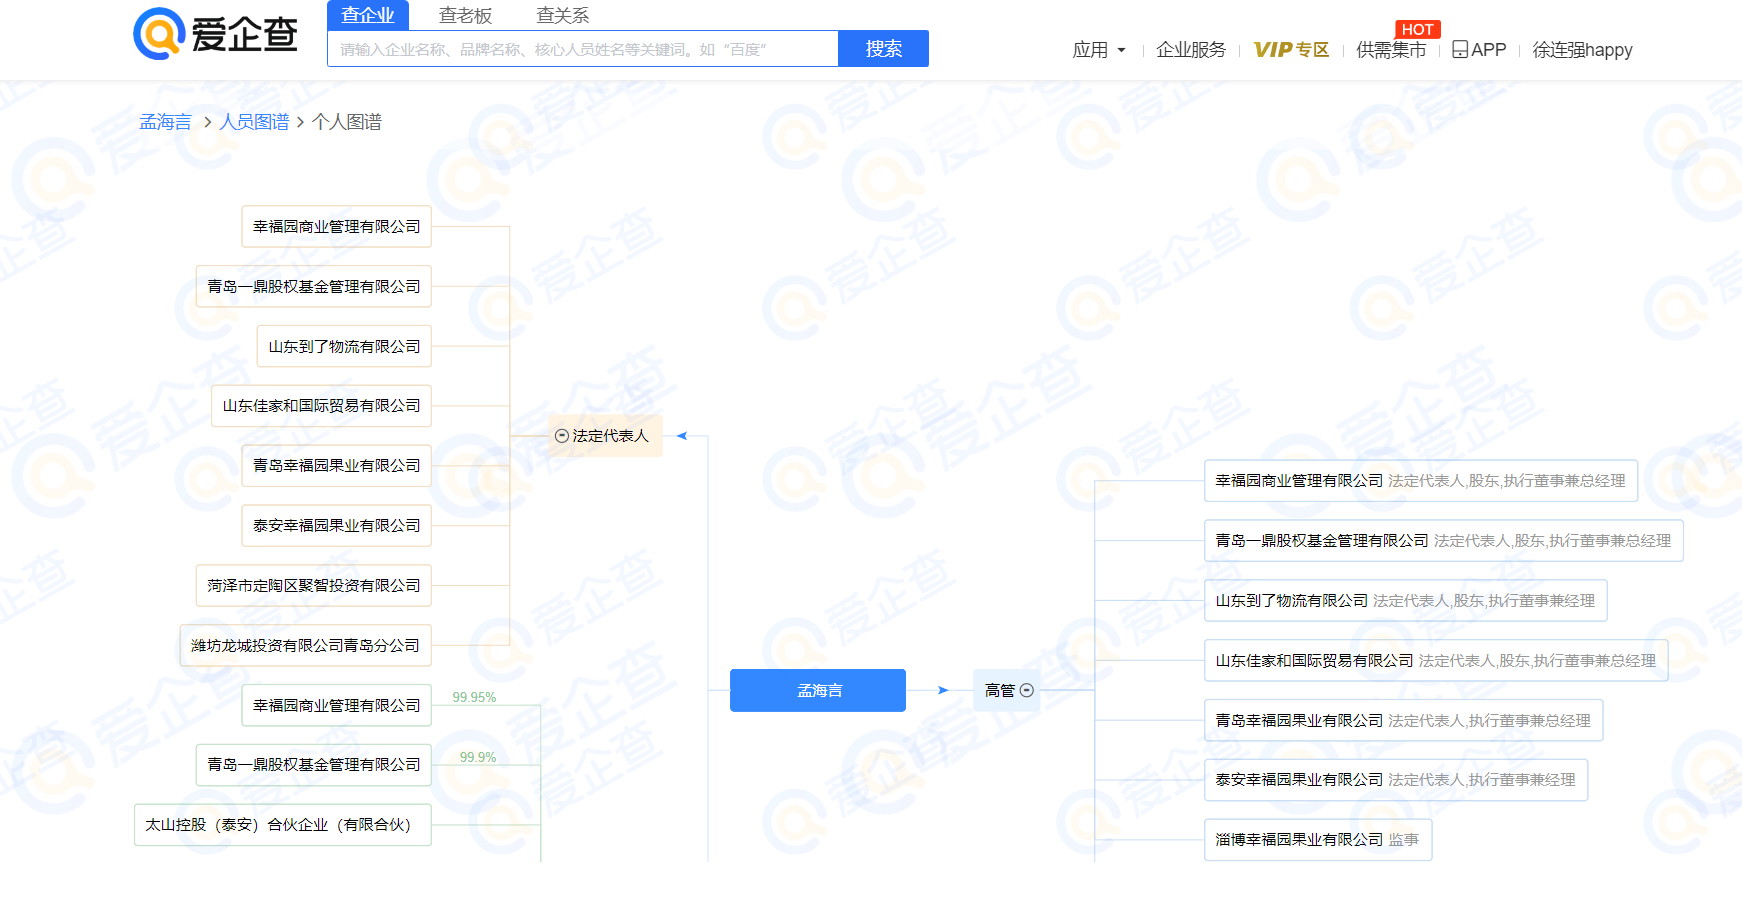 爱企查
查企业 查老板 查关系
请输入企业名称、品牌名称、核心人员姓名等关键词。如“百度” 搜索
应用 企业服务 VIP专区 供需集市 HOT APP 徐连强happy
孟海言 > 人员图谱 > 个人图谱
幸福园商业管理有限公司
青岛一鼎股权基金管理有限公司
山东到了物流有限公司
山东佳家和国际贸易有限公司
青岛幸福园果业有限公司
泰安幸福园果业有限公司
菏泽市定陶区聚智投资有限公司
潍坊龙城投资有限公司青岛分公司
法定代表人
幸福园商业管理有限公司 99.95%
青岛一鼎股权基金管理有限公司 99.9%
太山控股（泰安）合伙企业（有限合伙）
孟海言
高管
幸福园商业管理有限公司 法定代表人,股东,执行董事兼总经理
青岛一鼎股权基金管理有限公司 法定代表人,股东,执行董事兼总经理
山东到了物流有限公司 法定代表人,股东,执行董事兼经理
山东佳家和国际贸易有限公司 法定代表人,股东,执行董事兼总经理
青岛幸福园果业有限公司 法定代表人,执行董事兼总经理
泰安幸福园果业有限公司 法定代表人,执行董事兼经理
淄博幸福园果业有限公司 监事